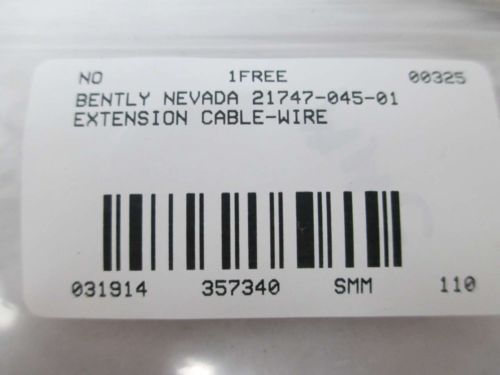 NO 1FREE 00325
BENTLY NEVADA 21747-045-01
EXTENSION CABLE-WIRE
031914 357340 SMM 110